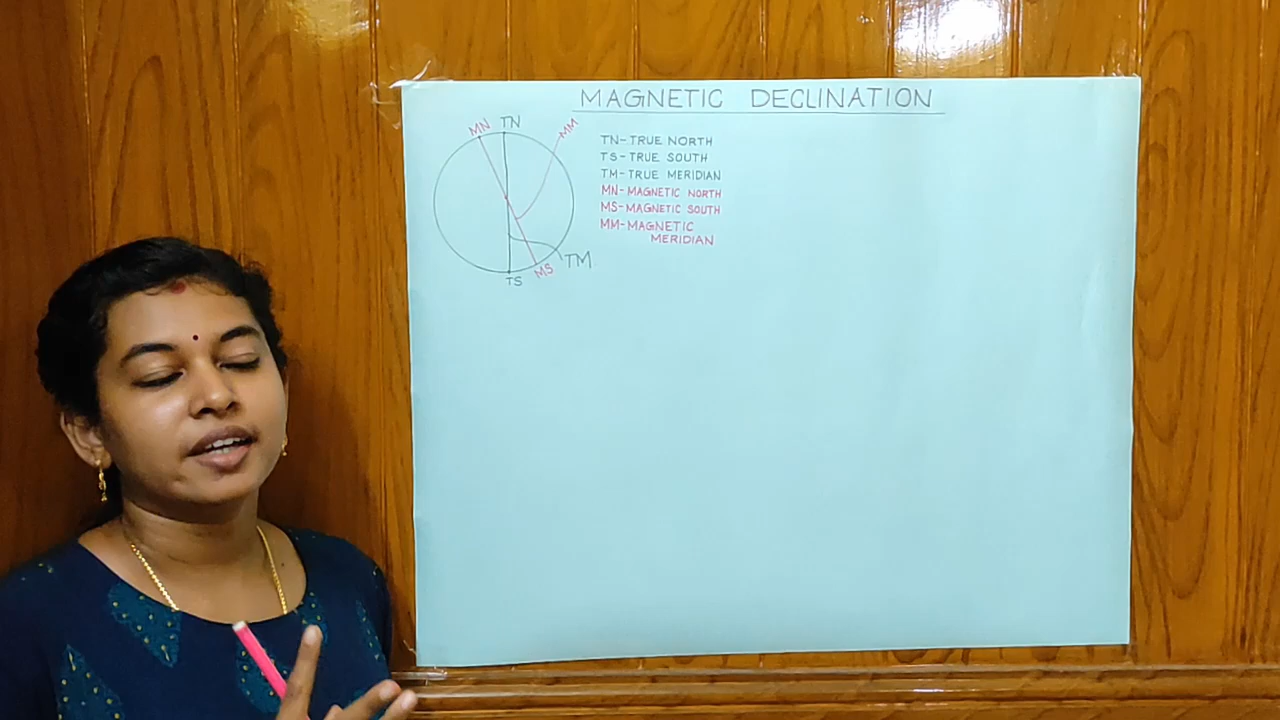 MAGNETIC DECLINATION
MN TN MM
TN-TRUE NORTH
TS-TRUE SOUTH
TM-TRUE MERIDIAN
MN-MAGNETIC NORTH
MS-MAGNETIC SOUTH
MM-MAGNETIC
MERIDIAN
TS MS TM